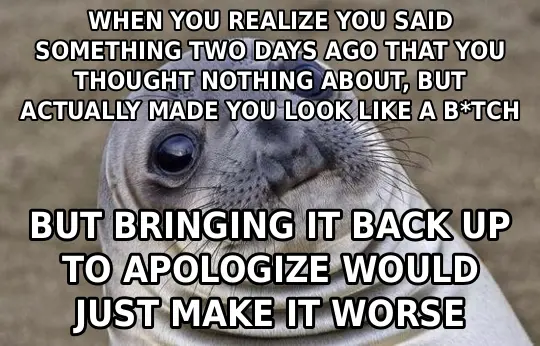 WHEN YOU REALIZE YOU SAID
SOMETHING TWO DAYS AGO THAT YOU
THOUGHT NOTHING ABOUT, BUT
ACTUALLY MADE YOU LOOK LIKE A B*TCH
BUT BRINGING IT BACK UP
TO APOLOGIZE WOULD
JUST MAKE IT WORSE